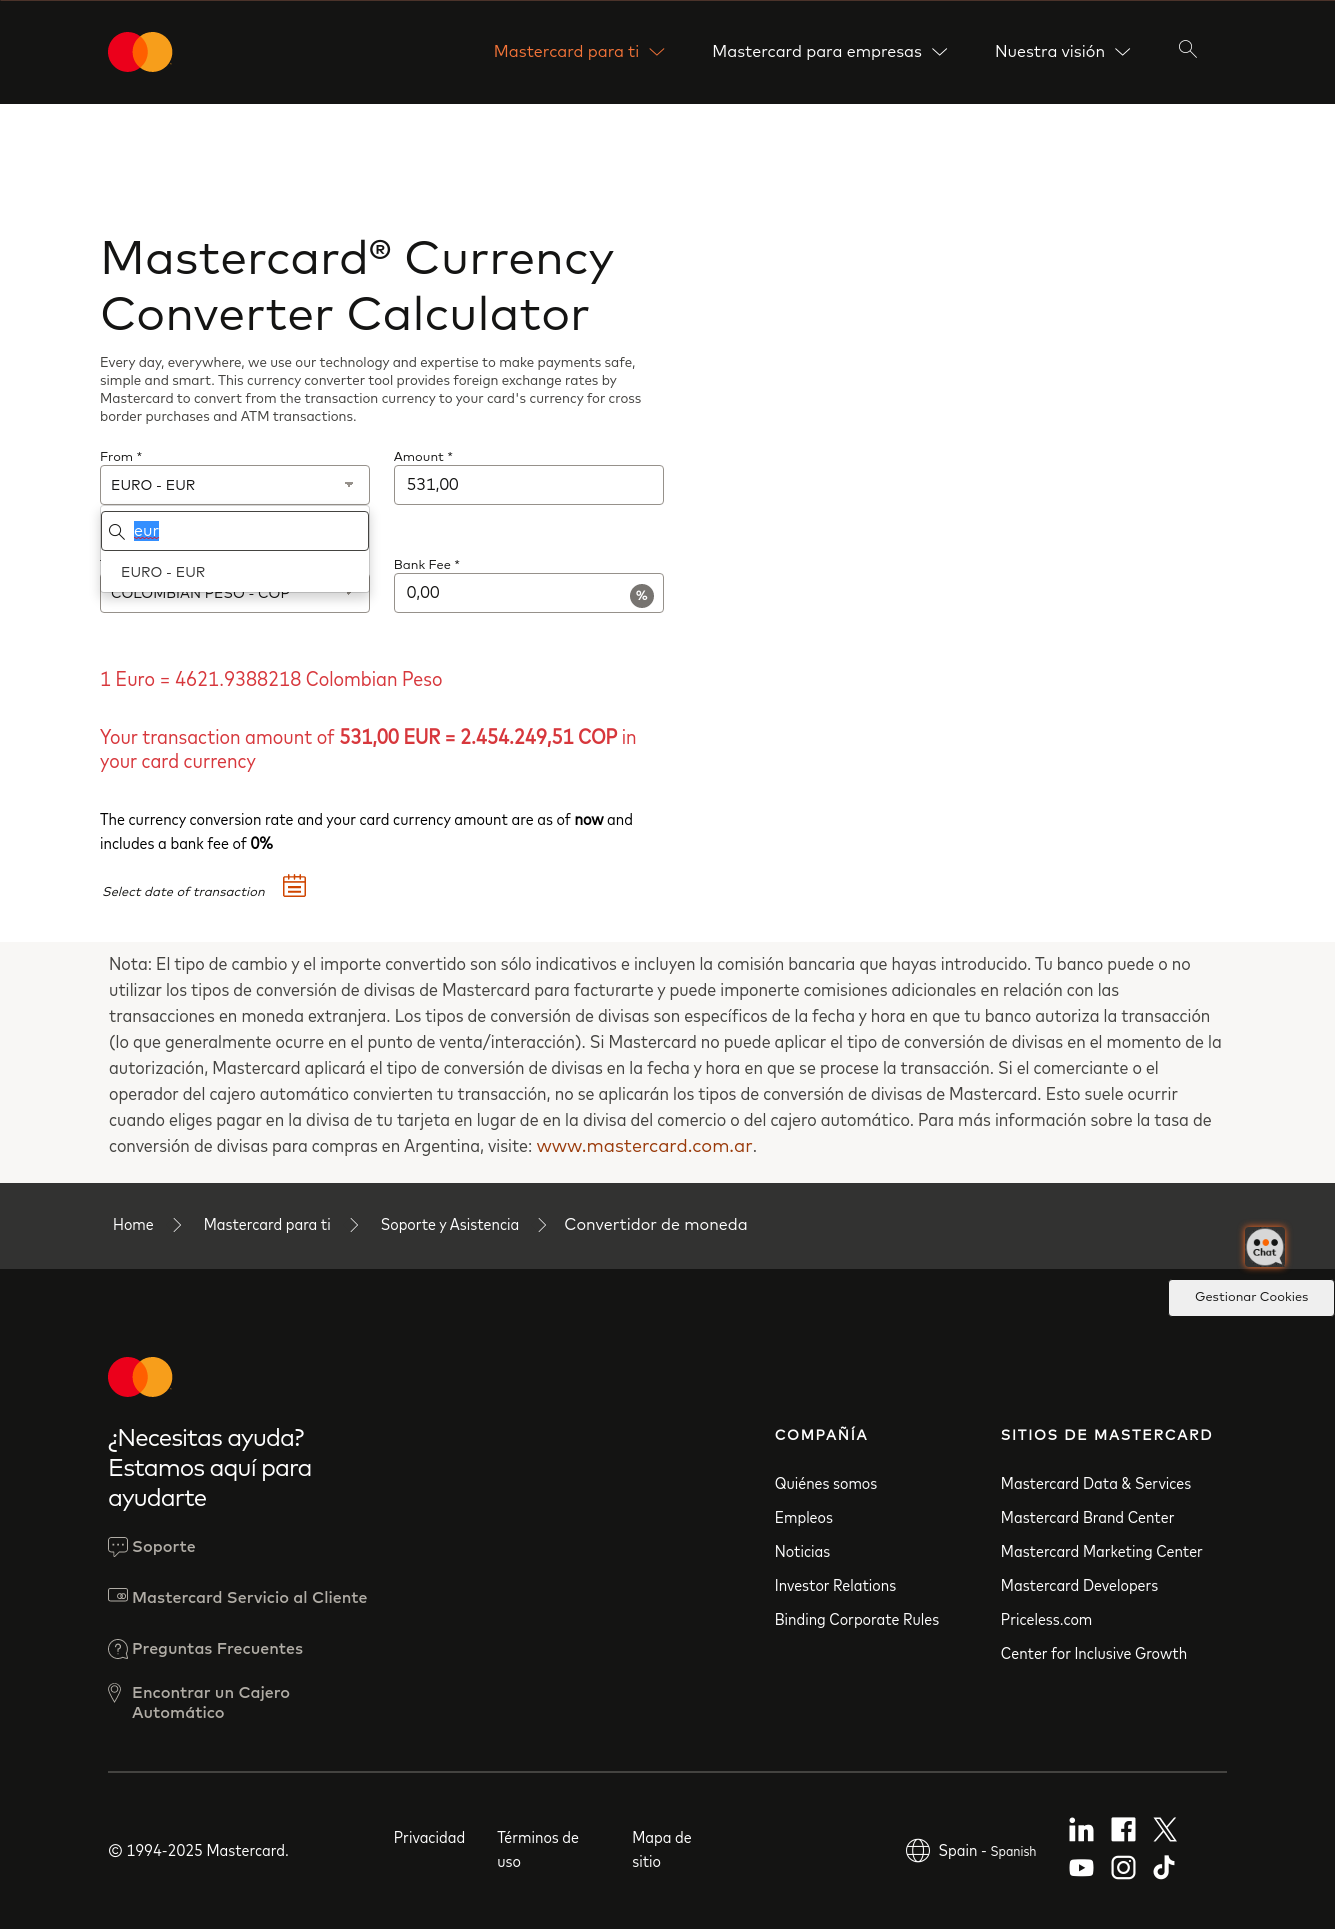 Mastercard para ti
Mastercard para empresas
Nuestra visión
Mastercard® Currency
Converter Calculator
Every day, everywhere, we use our technology and expertise to make payments safe,
simple and smart. This currency converter tool provides foreign exchange rates by
Mastercard to convert from the transaction currency to your card's currency for cross
border purchases and ATM transactions.
From *
Amount *
EURO - EUR
531,00
eur
EURO - EUR
Bank Fee *
COLOMBIAN PESO - COP
0,00
%
1 Euro = 4621.9388218 Colombian Peso
Your transaction amount of 531,00 EUR = 2.454.249,51 COP in
your card currency
The currency conversion rate and your card currency amount are as of now and
includes a bank fee of 0%
Select date of transaction
Nota: El tipo de cambio y el importe convertido son sólo indicativos e incluyen la comisión bancaria que hayas introducido. Tu banco puede o no
utilizar los tipos de conversión de divisas de Mastercard para facturarte y puede imponerte comisiones adicionales en relación con las
transacciones en moneda extranjera. Los tipos de conversión de divisas son específicos de la fecha y hora en que tu banco autoriza la transacción
(lo que generalmente ocurre en el punto de venta/interacción). Si Mastercard no puede aplicar el tipo de conversión de divisas en el momento de la
autorización, Mastercard aplicará el tipo de conversión de divisas en la fecha y hora en que se procese la transacción. Si el comerciante o el
operador del cajero automático convierten tu transacción, no se aplicarán los tipos de conversión de divisas de Mastercard. Esto suele ocurrir
cuando eliges pagar en la divisa de tu tarjeta en lugar de en la divisa del comercio o del cajero automático. Para más información sobre la tasa de
conversión de divisas para compras en Argentina, visite: www.mastercard.com.ar.
Home
Mastercard para ti
Soporte y Asistencia
Convertidor de moneda
Chat
Gestionar Cookies
¿Necesitas ayuda?
Estamos aquí para
ayudarte
Soporte
Mastercard Servicio al Cliente
Preguntas Frecuentes
Encontrar un Cajero
Automático
COMPAÑÍA
Quiénes somos
Empleos
Noticias
Investor Relations
Binding Corporate Rules
SITIOS DE MASTERCARD
Mastercard Data & Services
Mastercard Brand Center
Mastercard Marketing Center
Mastercard Developers
Priceless.com
Center for Inclusive Growth
© 1994-2025 Mastercard.
Privacidad
Términos de
uso
Mapa de
sitio
Spain - Spanish